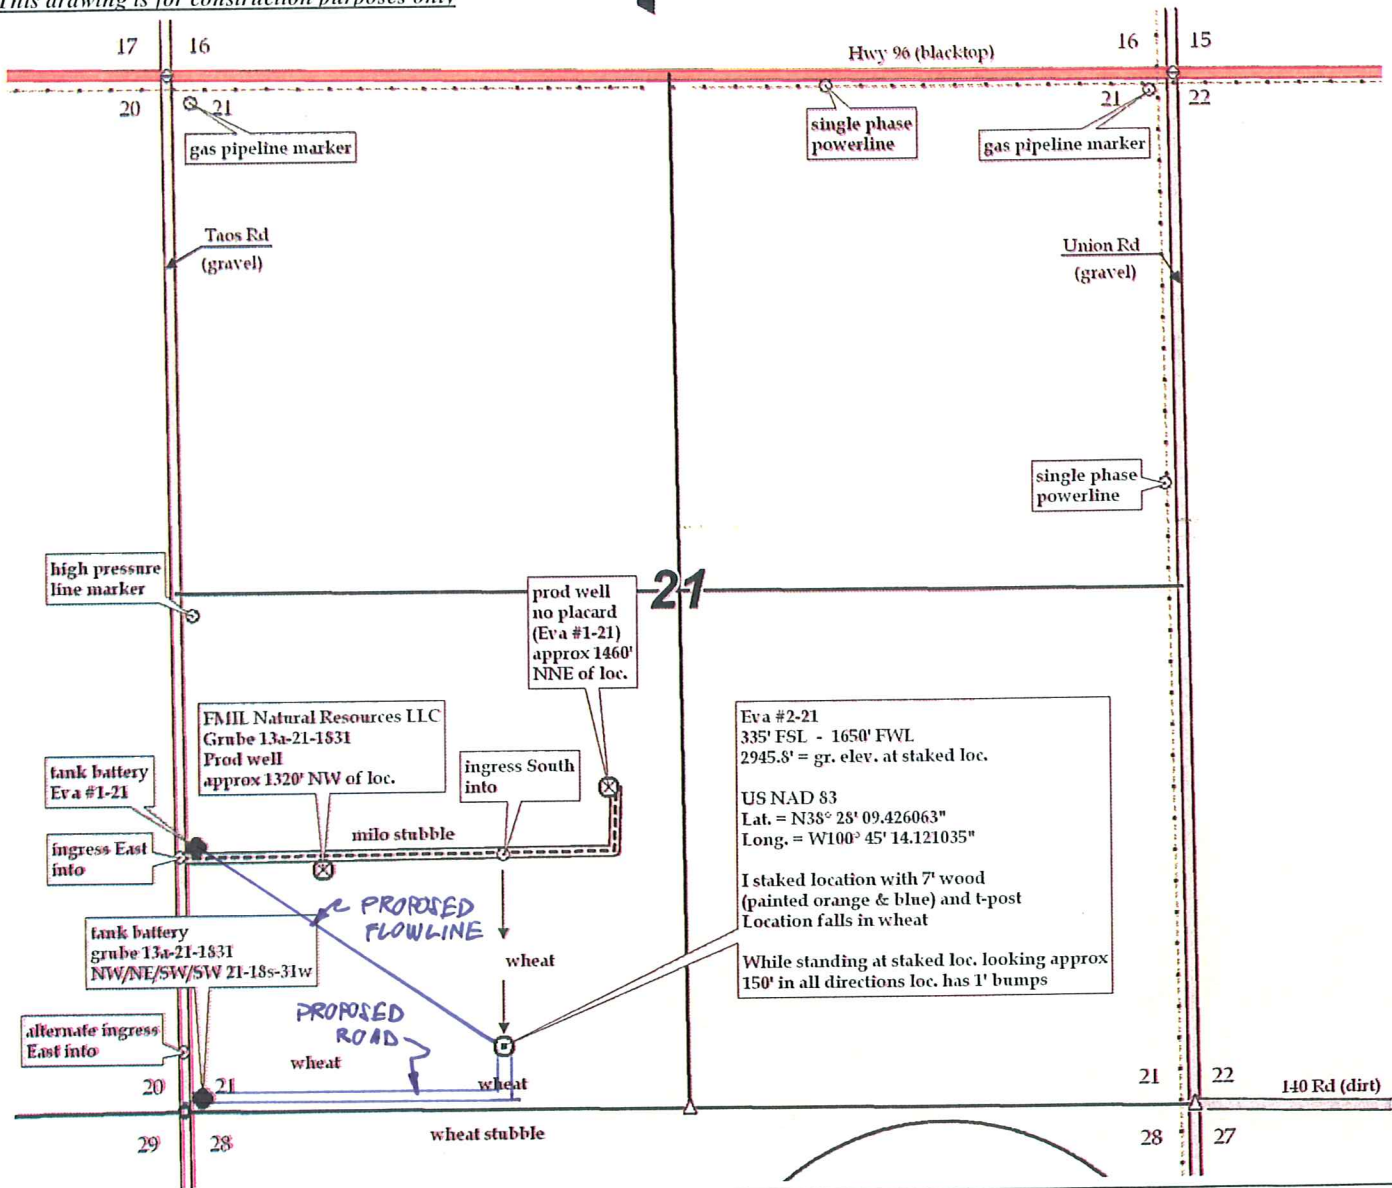 This drawing is for construction purposes only
17
16
Hwy 96 (blacktop)
16
15
20
21
21
22
gas pipeline marker
single phase
powerline
gas pipeline marker
Taos Rd
(gravel)
Union Rd
(gravel)
single phase
powerline
high pressure
line marker
prod well
no placard
(Eva #1-21)
approx 1460'
NNE of loc.
21
FMIL Natural Resources LLC
Grube 13a-21-1831
Prod well
approx 1320' NW of loc.
ingress South
into
tank battery
Eva #1-21
milo stubble
ingress East
into
Eva #2-21
335' FSL - 1650' FWL
2945.8' = gr. elev. at staked loc.
US NAD 83
Lat. = N38° 28' 09.426063"
Long. = W100° 45' 14.121035"
I staked location with 7' wood
(painted orange & blue) and t-post
Location falls in wheat
While standing at staked loc. looking approx
150' in all directions loc. has 1' bumps
PROPOSED
FLOWLINE
tank battery
grube 13a-21-1831
NW/NE/SW/SW 21-18s-31w
wheat
PROPOSED
ROAD
alternate ingress
East into
wheat
wheat
20
21
21
22
140 Rd (dirt)
29
28
wheat stubble
28
27